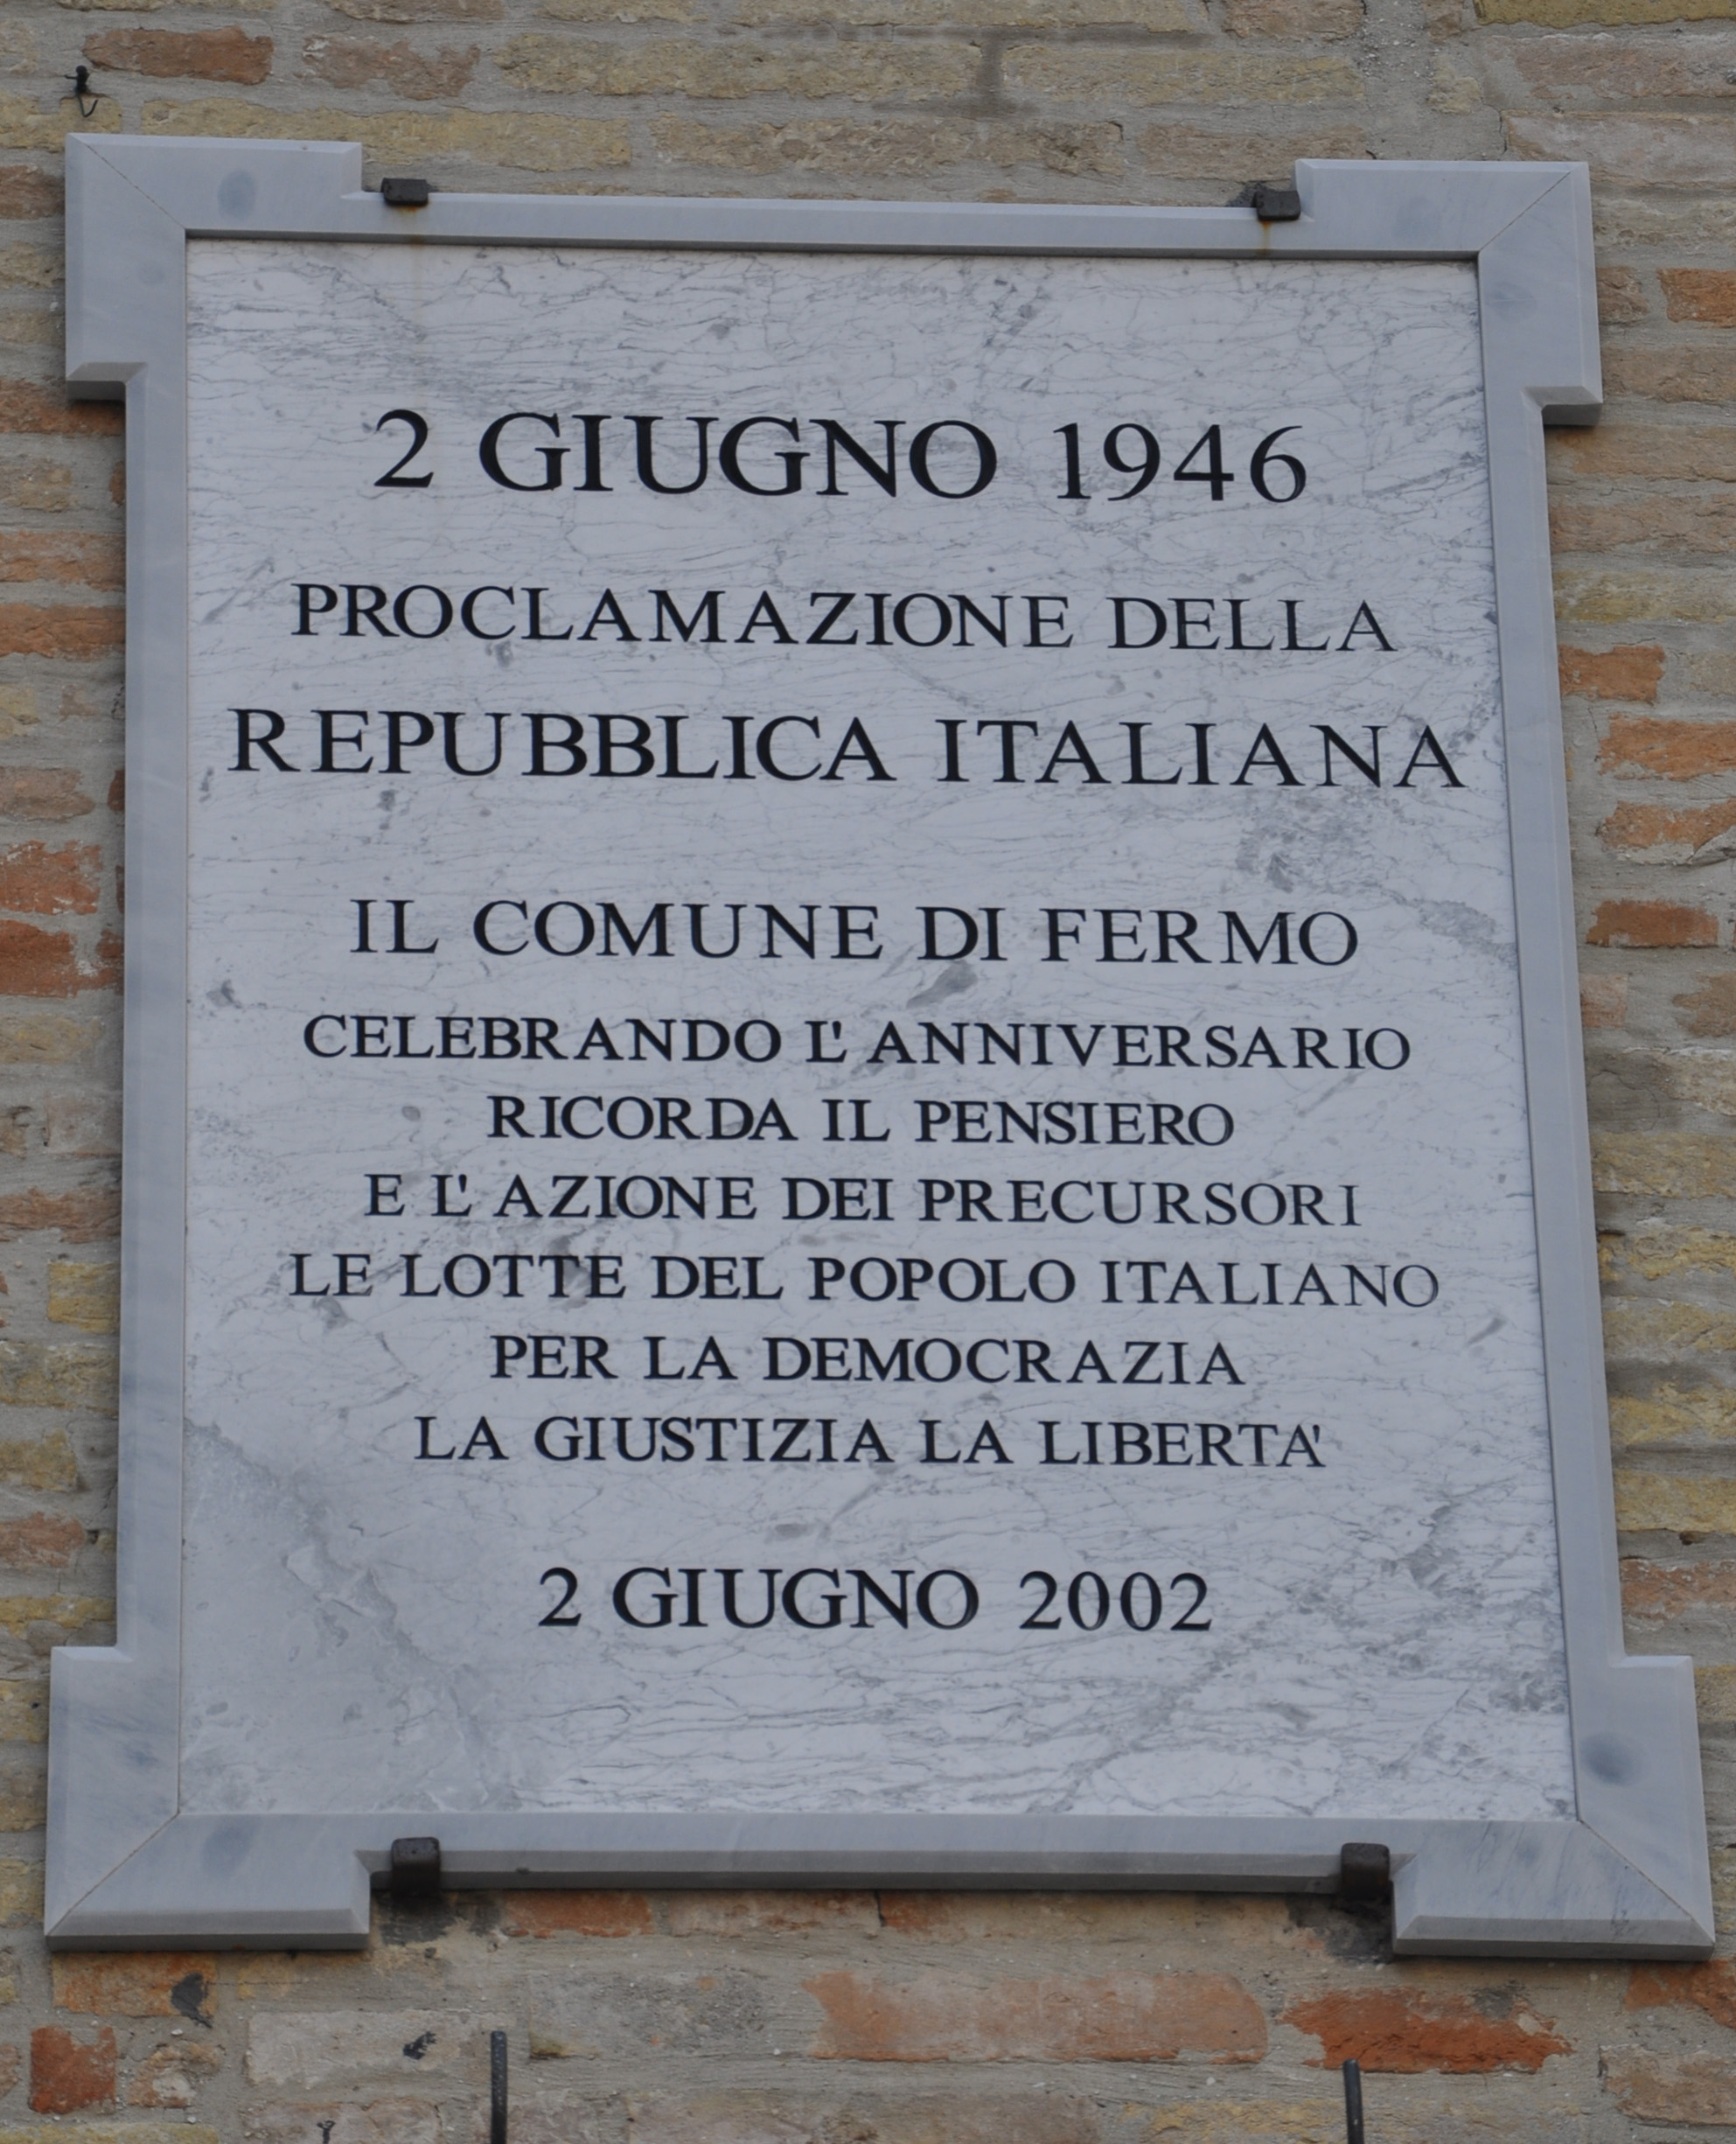 2 GIUGNO 1946
PROCLAMAZIONE DELLA
REPUBBLICA ITALIANA
IL COMUNE DI FERMO
CELEBRANDO L' ANNIVERSARIO
RICORDA IL PENSIERO
E L' AZIONE DEI PRECURSORI
LE LOTTE DEL POPOLO ITALIANO
PER LA DEMOCRAZIA
LA GIUSTIZIA LA LIBERTA'
2 GIUGNO 2002